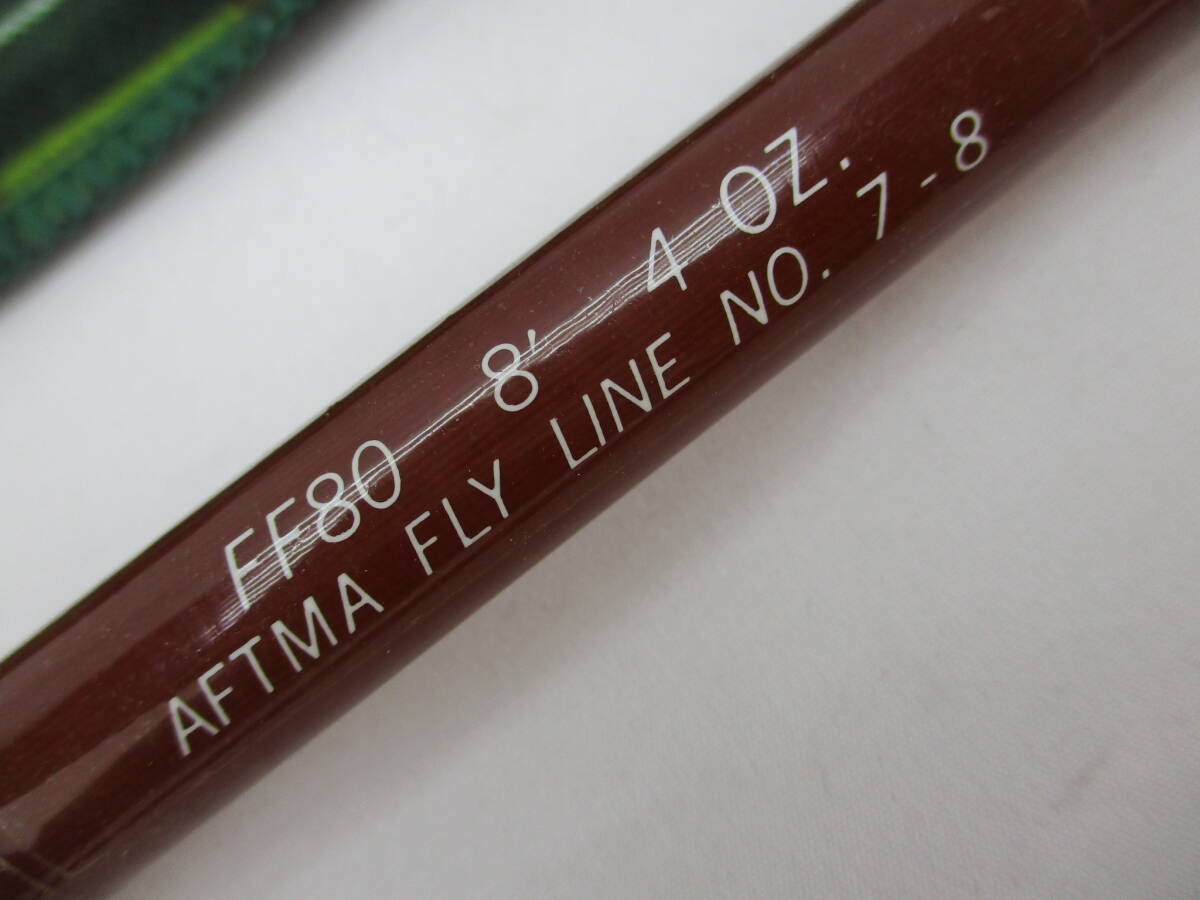 FF80 8' 4 OZ.
AFTMA FLY LINE NO. 7-8